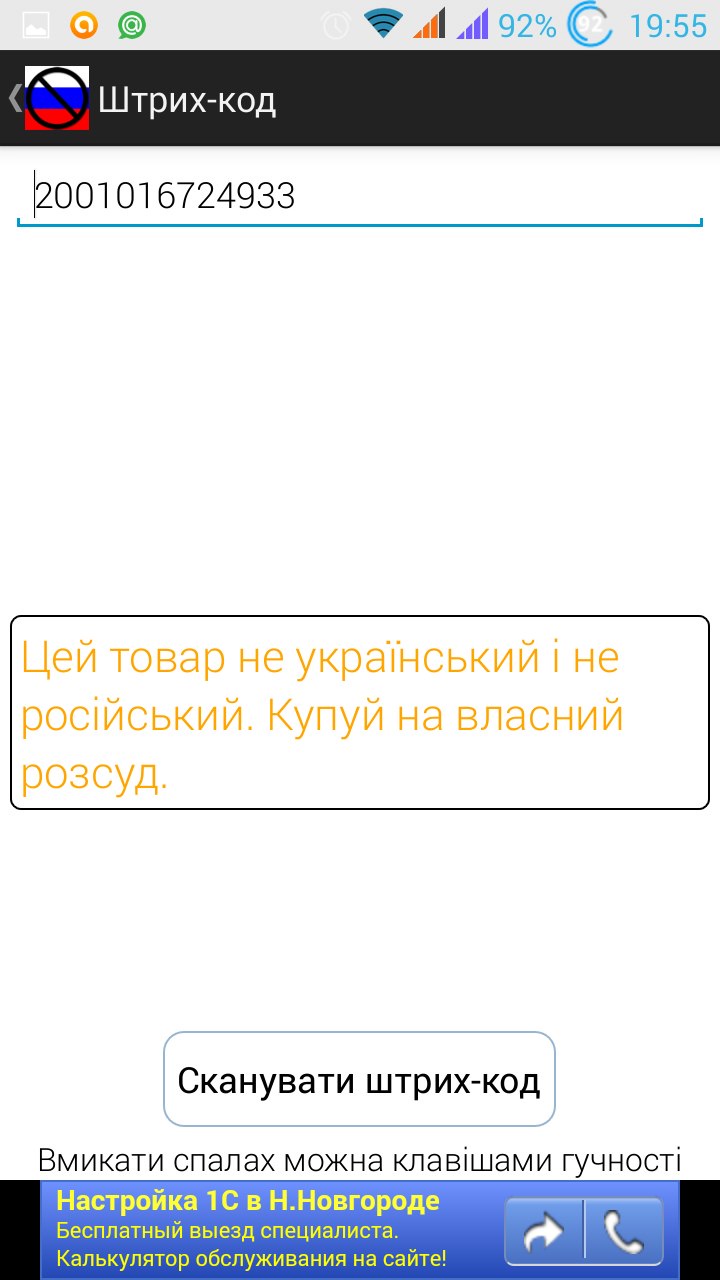 92% 92 19:55
Штрих-код
2001016724933
Цей товар не український і не
російський. Купуй на власний
розсуд.
Сканувати штрих-код
Вмикати спалах можна клавішами гучності
Настройка 1С в Н.Новгороде
Бесплатный выезд специалиста.
Калькулятор обслуживания на сайте!